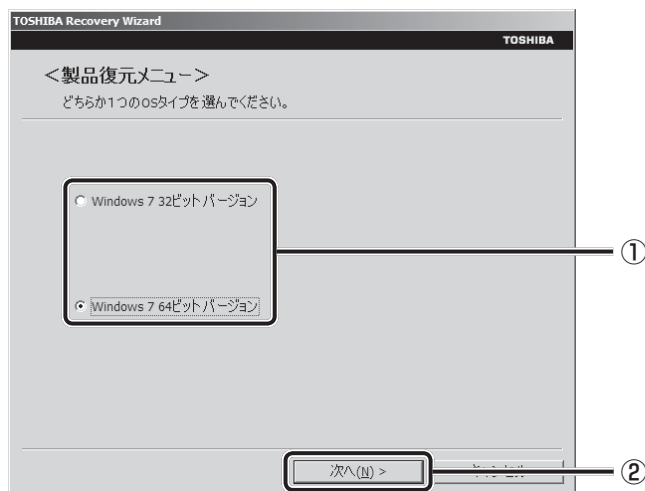 TOSHIBA Recovery Wizard
TOSHIBA
＜製品復元メニュー＞
どちらか1つのOSタイプを選んでください。
Windows 7 32ビットバージョン
①
Windows 7 64ビットバージョン
次へ(N) >
②